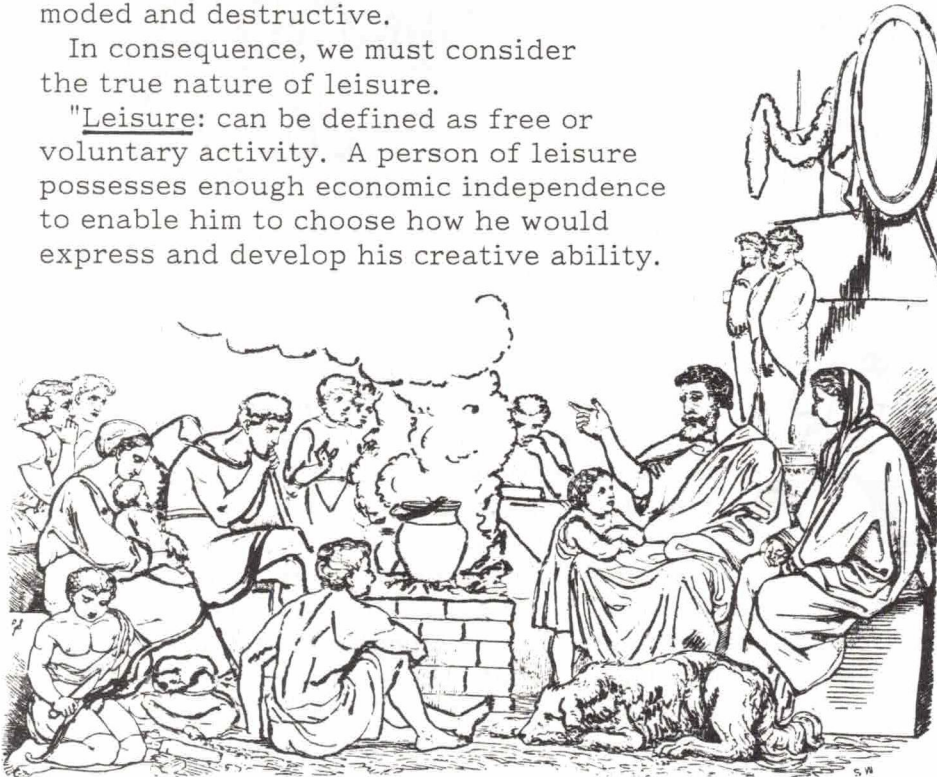 moded and destructive.
In consequence, we must consider
the true nature of leisure.
"Leisure: can be defined as free or
voluntary activity. A person of leisure
possesses enough economic independence
to enable him to choose how he would
express and develop his creative ability.
S W